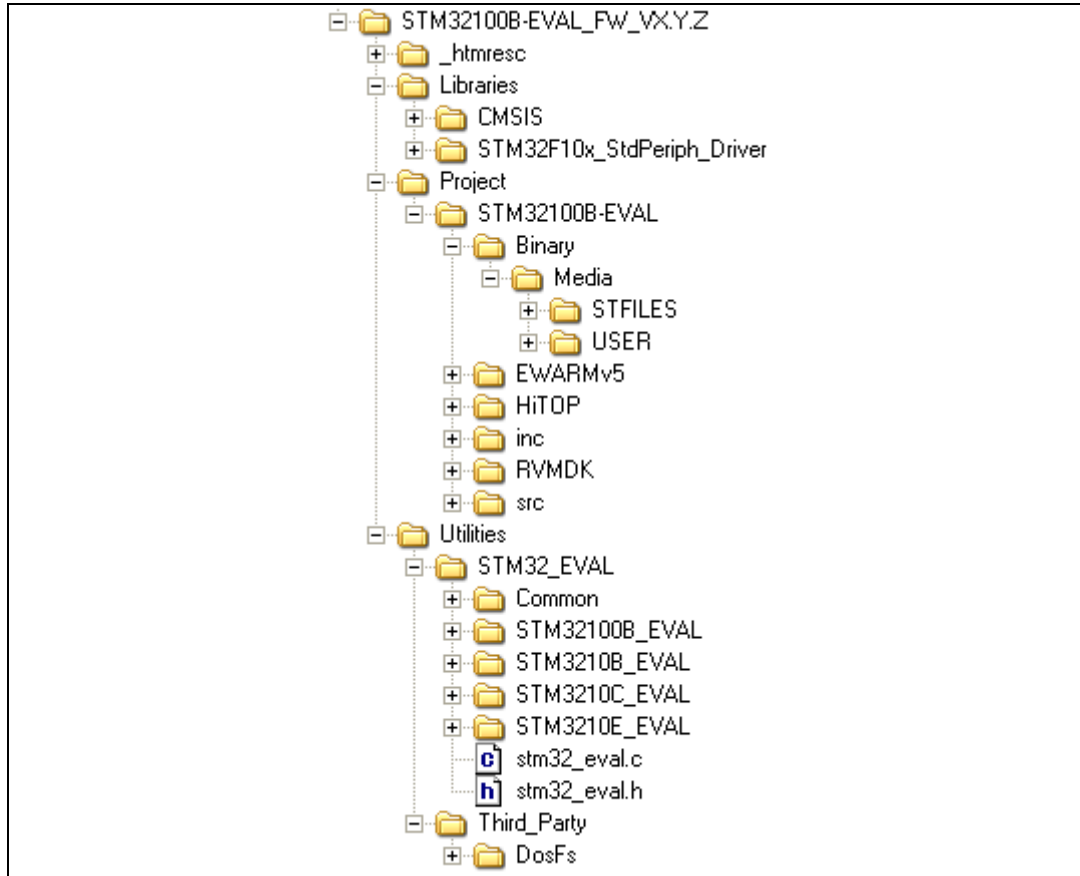 STM32100B-EVAL_FW_VX.Y.Z
_htmresc
Libraries
CMSIS
STM32F10x_StdPeriph_Driver
Project
STM32100B-EVAL
Binary
Media
STFILES
USER
EWARMv5
HiTOP
inc
RVMDK
src
Utilities
STM32_EVAL
Common
STM32100B_EVAL
STM3210B_EVAL
STM3210C_EVAL
STM3210E_EVAL
c stm32_eval.c
h stm32_eval.h
Third_Party
DosFs